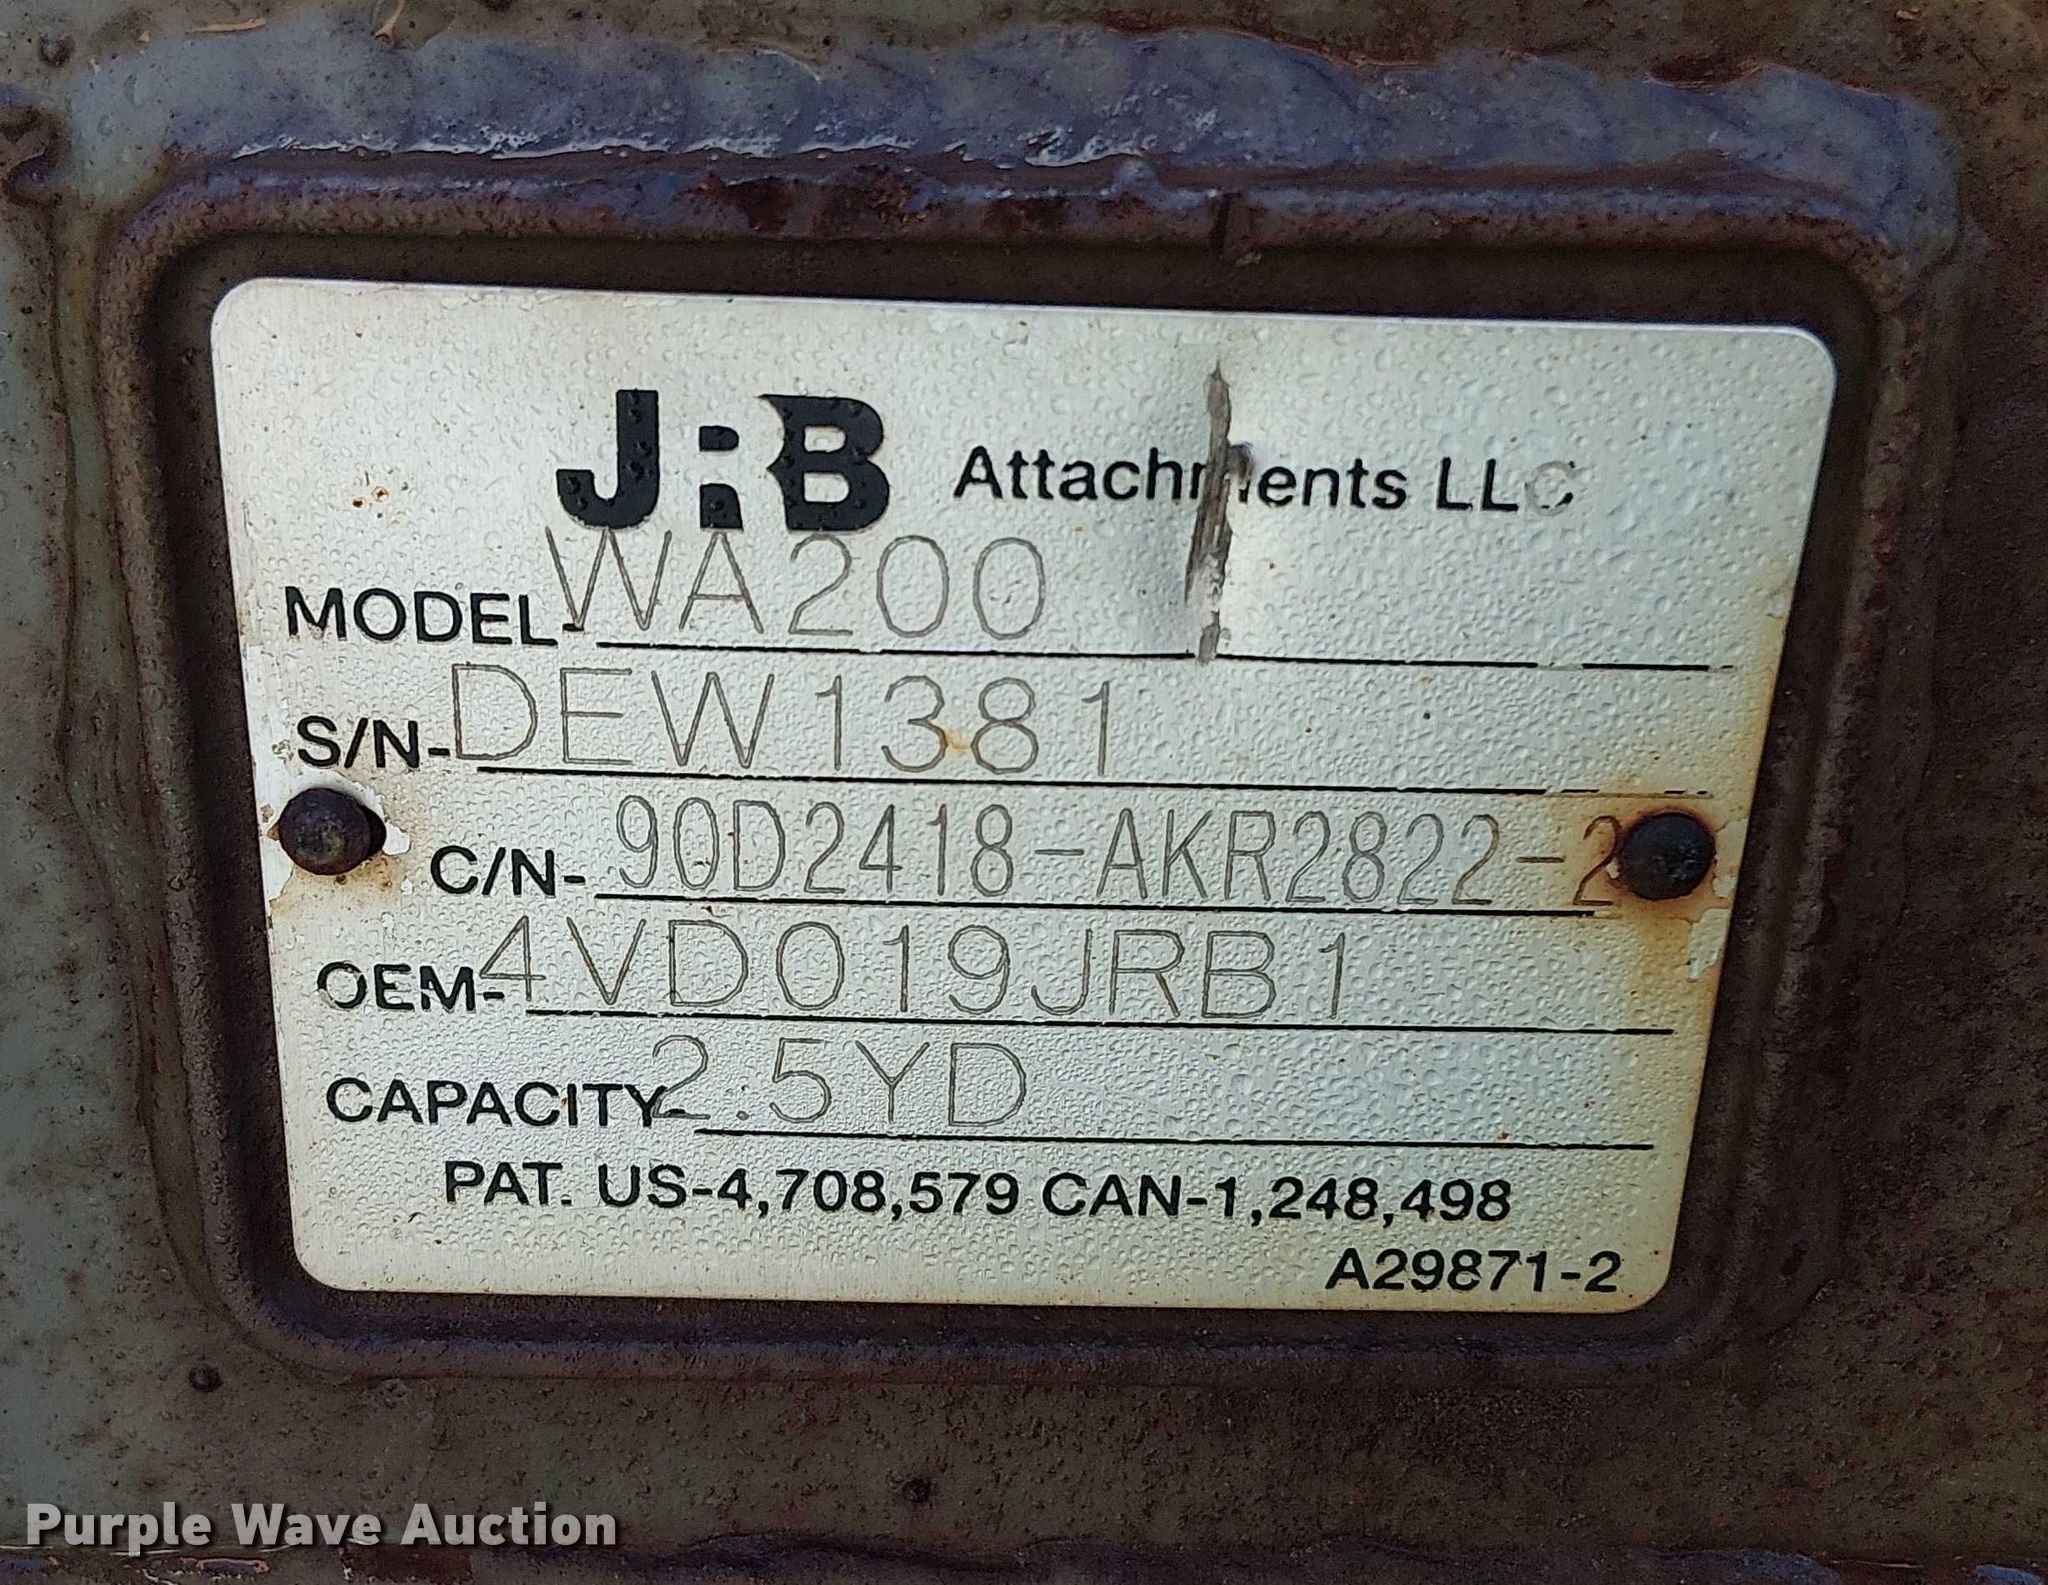 JRB Attachments LLC
MODEL-WA200
S/N-DEW1381
C/N-90D2418-AKR2822-2
OEM-4VD019JRB1
CAPACITY-2.5YD
PAT. US-4,708,579 CAN-1,248,498
A29871-2
Purple Wave Auction